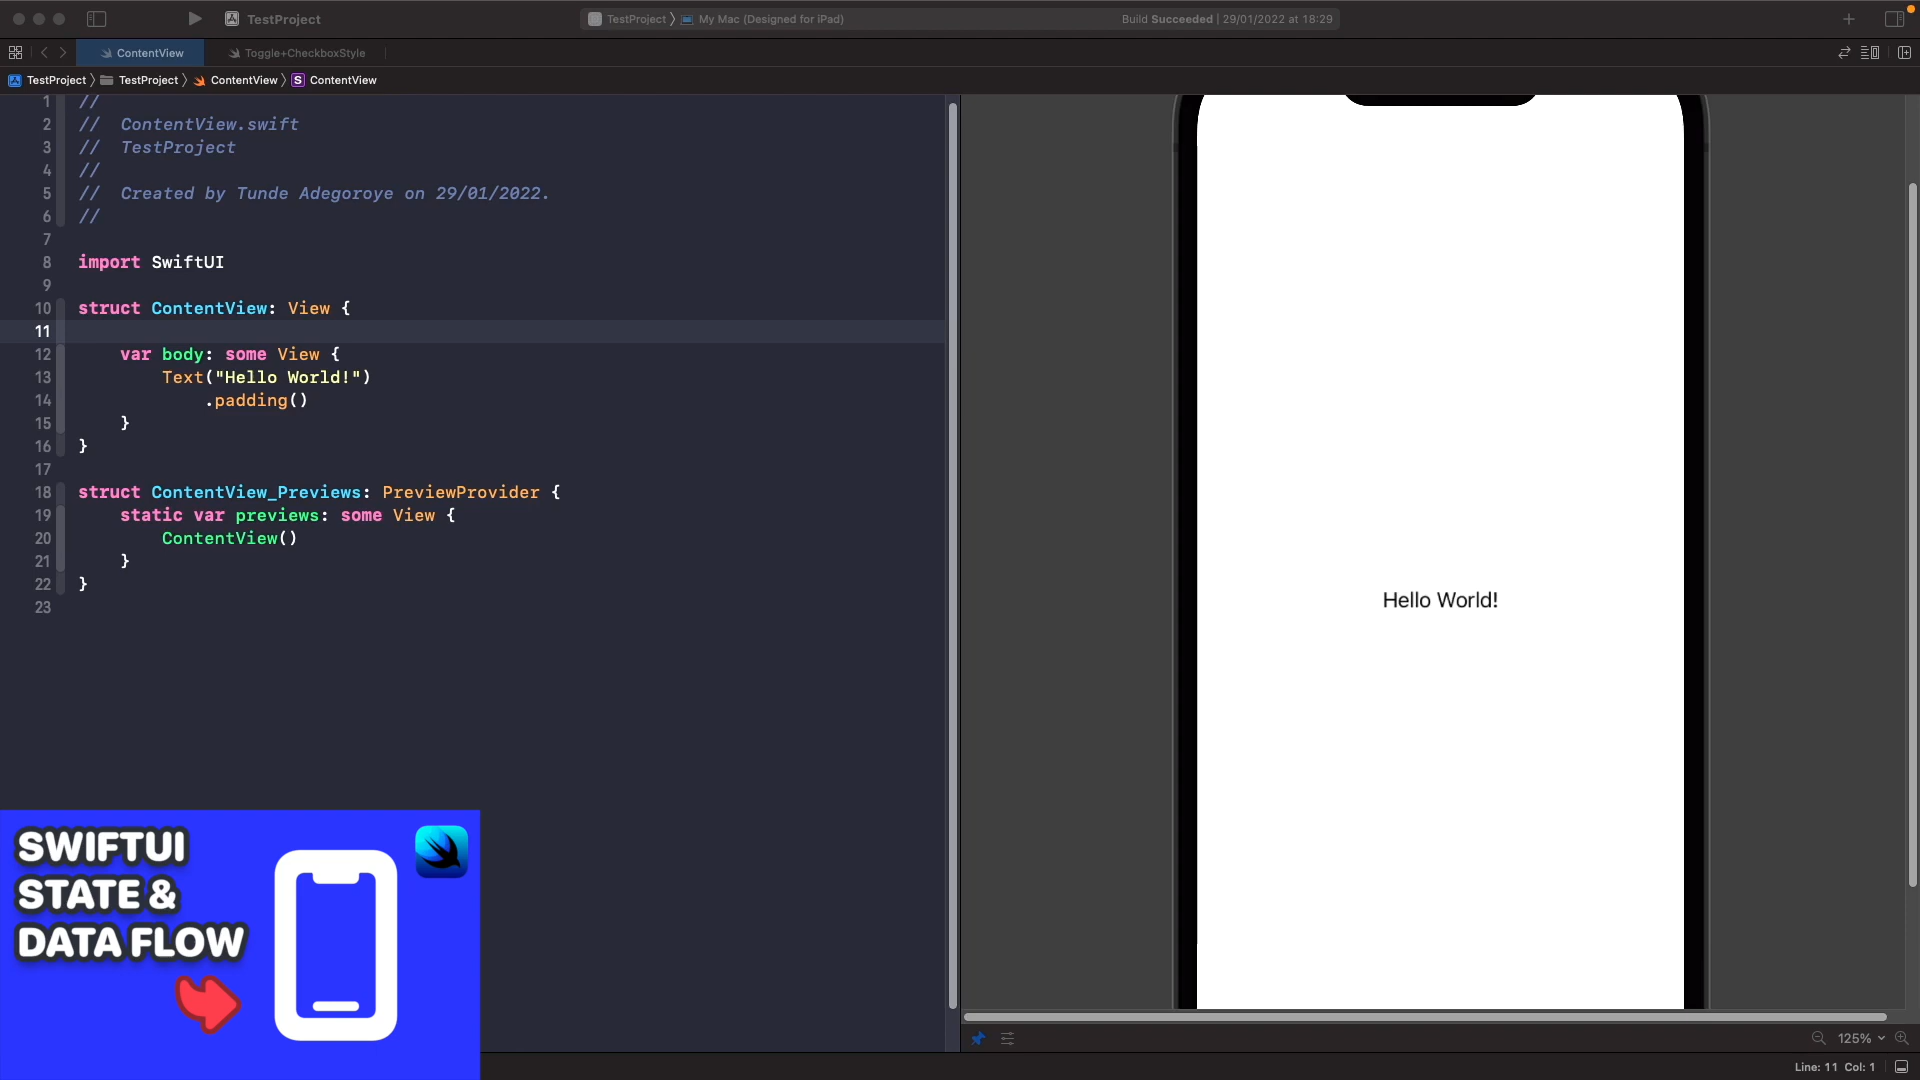 TestProject
TestProject 〉 My Mac (Designed for iPad)
Build Succeeded | 29/01/2022 at 18:29
ContentView
Toggle+CheckboxStyle
TestProject 〉 TestProject 〉 ContentView 〉 S ContentView
1 //
2 //  ContentView.swift
3 //  TestProject
4 //
5 //  Created by Tunde Adegoroye on 29/01/2022.
6 //
7
8 import SwiftUI
9
10 struct ContentView: View {
11
12     var body: some View {
13         Text("Hello World!")
14             .padding()
15     }
16 }
17
18 struct ContentView_Previews: PreviewProvider {
19     static var previews: some View {
20         ContentView()
21     }
22 }
23
Hello World!
SWIFTUI
STATE &
DATA FLOW
125%
Line: 11 Col: 1